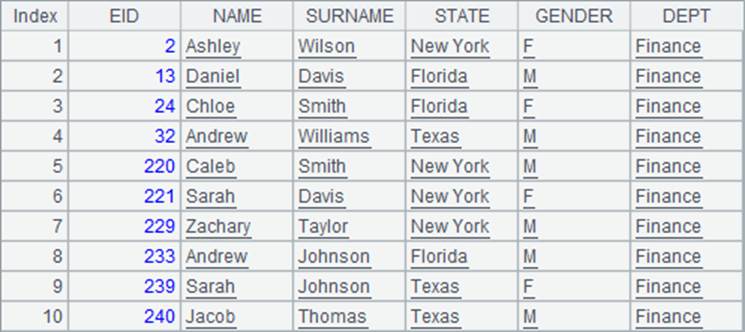 Index EID NAME SURNAME STATE GENDER DEPT
1 2 Ashley Wilson New York F Finance
2 13 Daniel Davis Florida M Finance
3 24 Chloe Smith Florida F Finance
4 32 Andrew Williams Texas M Finance
5 220 Caleb Smith New York M Finance
6 221 Sarah Davis New York F Finance
7 229 Zachary Taylor New York M Finance
8 233 Andrew Johnson Florida M Finance
9 239 Sarah Johnson Texas F Finance
10 240 Jacob Thomas Texas M Finance